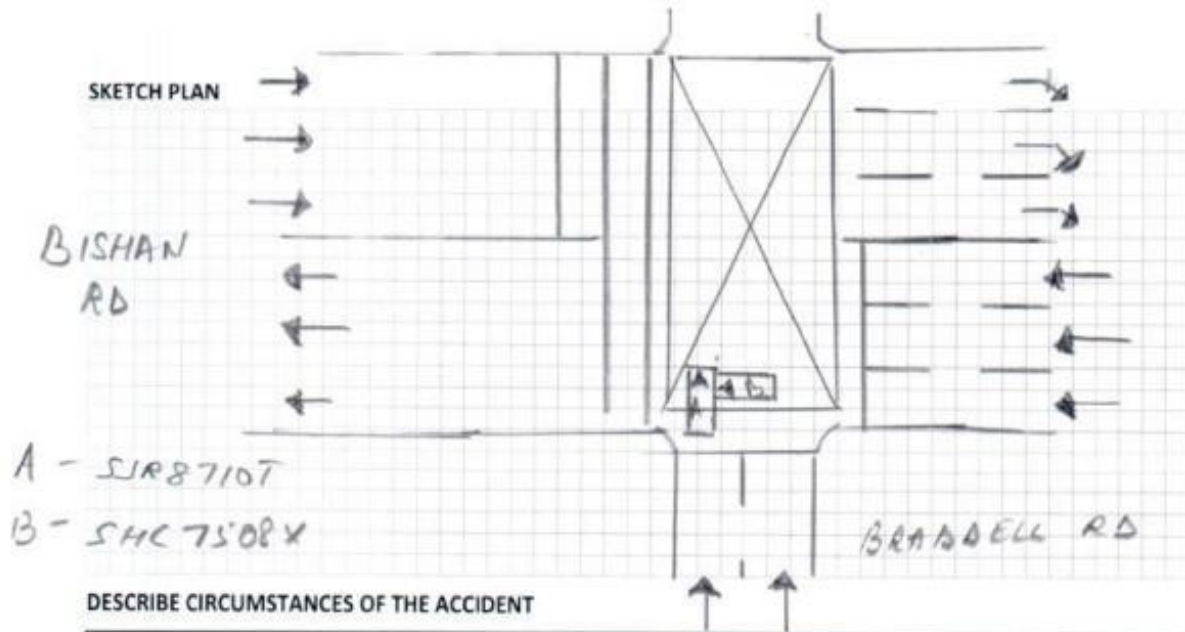 SKETCH PLAN
BISHAN
RD
A
B
A - SJR8710T
B - SHC7508X
BRADDELL RD
DESCRIBE CIRCUMSTANCES OF THE ACCIDENT